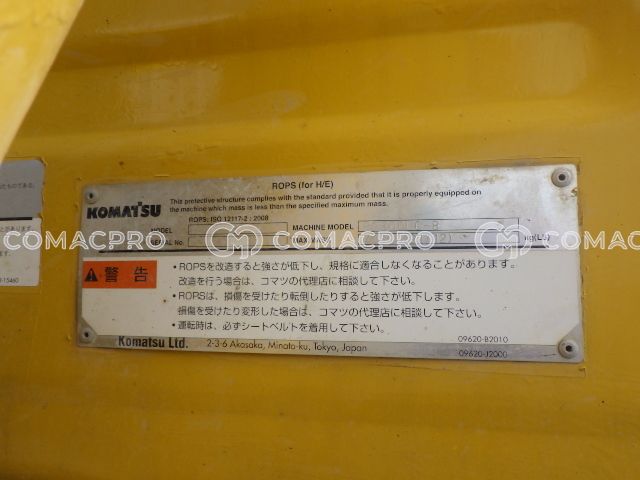 ROPS (for H/E)
KOMATSU
This protective structure complies with the standard provided that it is properly equipped on
the machine which mass is less than the specified maximum mass.
ROPS: ISO 12117-2 : 2008
MODEL
MACHINE MODEL
SERIAL No.
COMACPRO
COMACPRO
COMACPRO
警告
・ROPSを改造すると強さが低下し、規格に適合しなくなることがあります。
改造を行う場合は、コマツの代理店に相談して下さい。
・ROPSは、損傷を受けたり転倒したりすると強さが低下します。
損傷を受けたり変形した場合は、コマツの代理店に相談して下さい。
・運転時は、必ずシートベルトを着用して下さい。
09620-B2010
Komatsu Ltd.
2-3-6 Akasaka, Minato-ku, Tokyo, Japan
09620-J2000